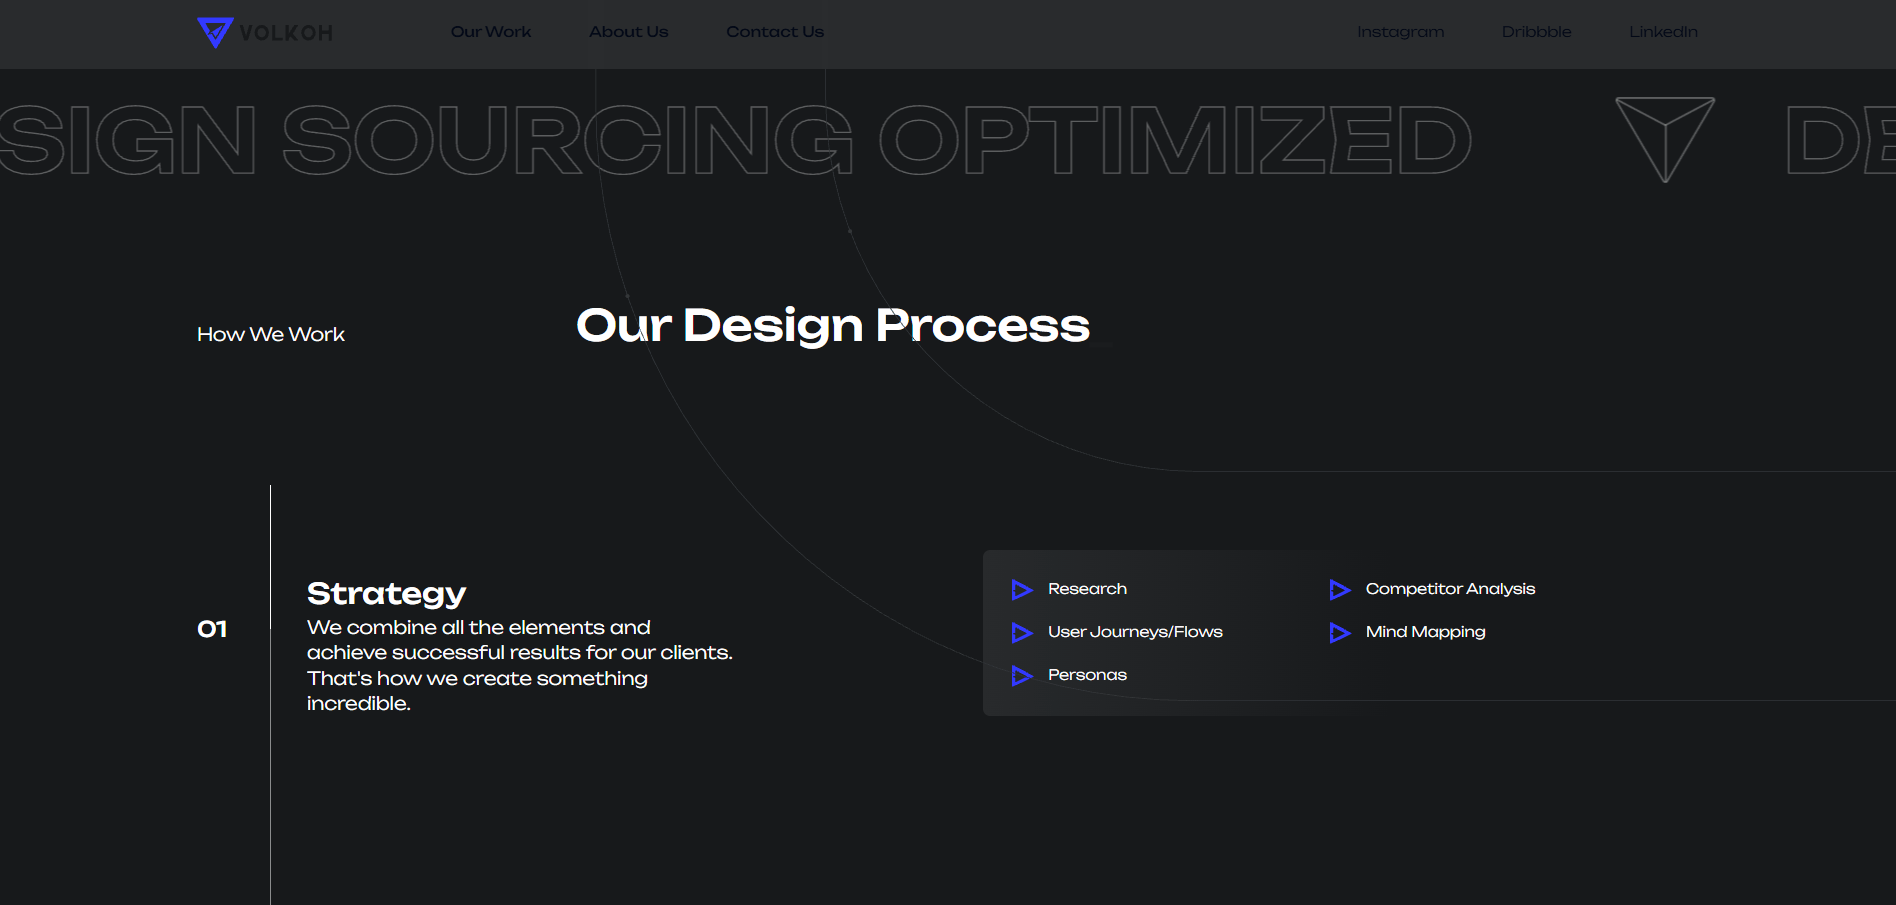 VOLKOH
Our Work
About Us
Contact Us
Instagram
Dribbble
LinkedIn
SIGN SOURCING OPTIMIZED
DE
How We Work
Our Design Process
01
Strategy
We combine all the elements and
achieve successful results for our clients.
That's how we create something
incredible.
Research
Competitor Analysis
User Journeys/Flows
Mind Mapping
Personas